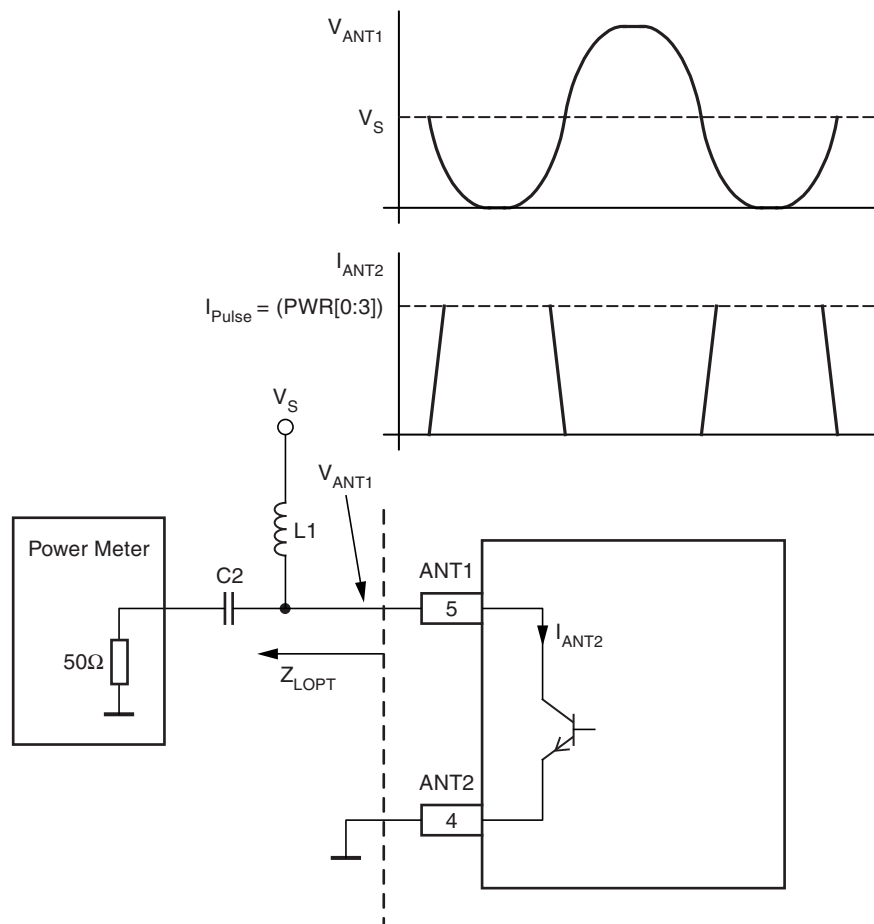 V_ANT1
V_S
I_ANT2
I_Pulse = (PWR[0:3])
V_S
V_ANT1
L1
Power Meter
C2
ANT1
5
I_ANT2
50Ω
Z_LOPT
ANT2
4